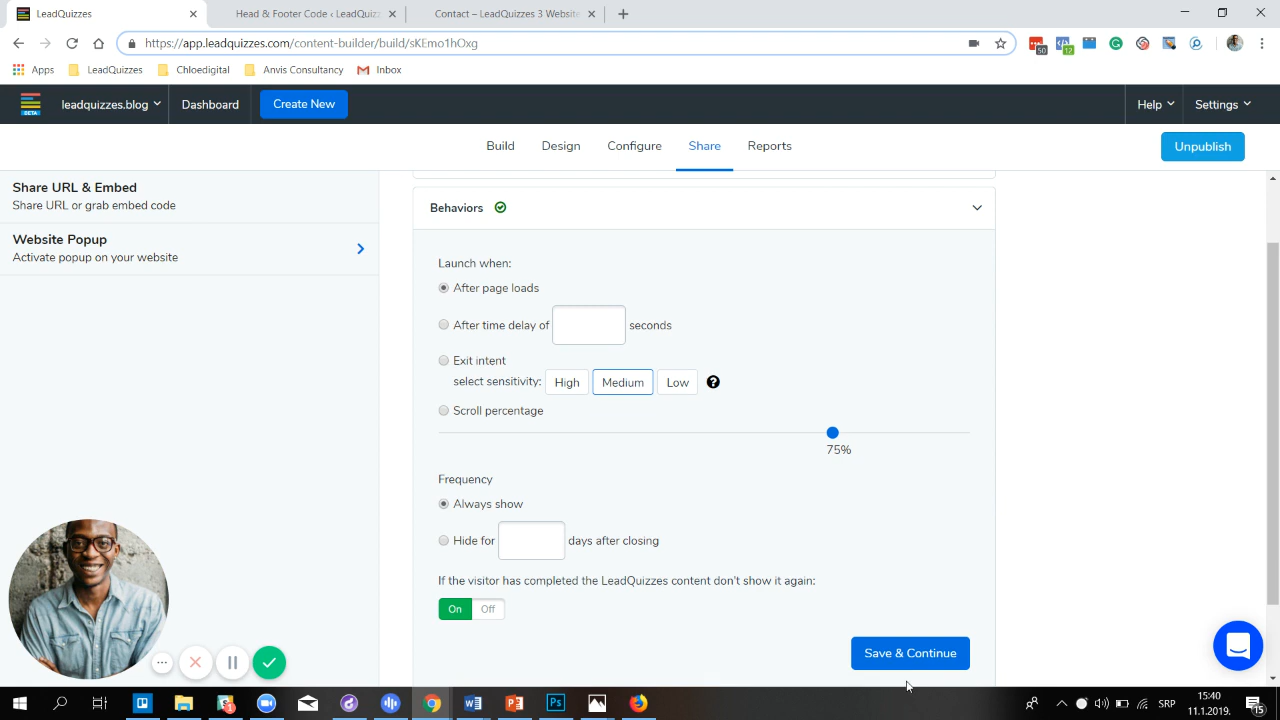 LeadQuizzes
Head & Footer Code ‹ LeadQuizz
Contact – LeadQuizzes 3 Website
https://app.leadquizzes.com/content-builder/build/sKEmo1hOxg
50
12
Apps
LeadQuizzes
Chloedigital
Anvis Consultancy
Inbox
BETA
leadquizzes.blog
Dashboard
Create New
Help
Settings
Build
Design
Configure
Share
Reports
Unpublish
Share URL & Embed
Share URL or grab embed code
Website Popup
Activate popup on your website
Behaviors
Launch when:
After page loads
After time delay of
seconds
Exit intent
select sensitivity:
High
Medium
Low
?
Scroll percentage
75%
Frequency
Always show
Hide for
days after closing
If the visitor has completed the LeadQuizzes content don't show it again:
On
Off
Save & Continue
SRP
15:40
11.1.2019.
15